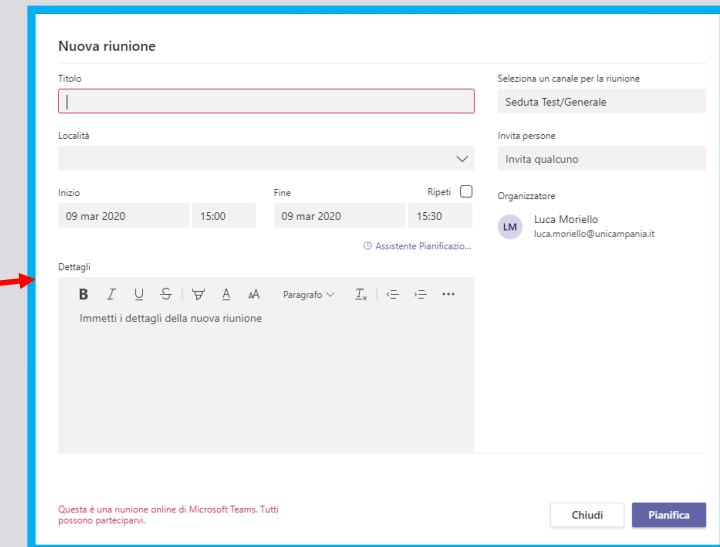 Nuova riunione
Titolo
Seleziona un canale per la riunione
Seduta Test/Generale
Località
Invita persone
Invita qualcuno
Inizio
Fine
Ripeti
09 mar 2020
15:00
09 mar 2020
15:30
Organizzatore
LM
Luca Moriello
luca.moriello@unicampania.it
Assistente Pianificazio...
Dettagli
B I U S A A AA Paragrafo Ix
Immetti i dettagli della nuova riunione
Questa è una riunione online di Microsoft Teams. Tutti
possono parteciparvi.
Chiudi
Pianifica